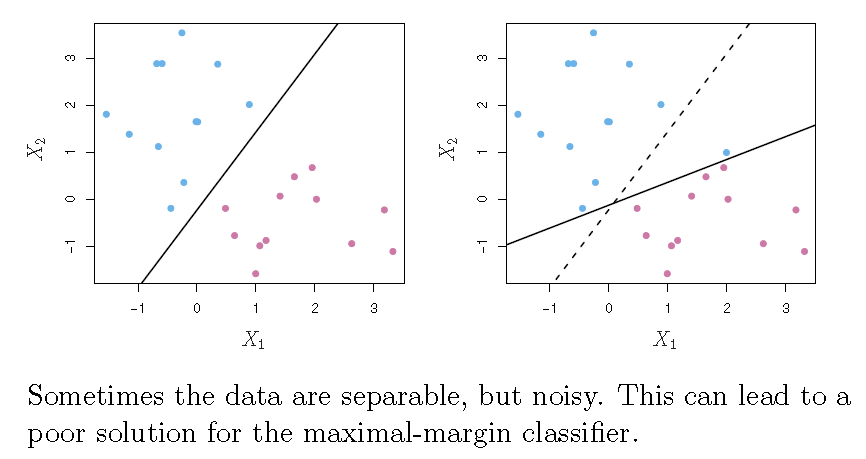 3
2
1
0
−1
X2
−1 0 1 2 3
X1
3
2
1
0
−1
X2
−1 0 1 2 3
X1
Sometimes the data are separable, but noisy. This can lead to a
poor solution for the maximal-margin classifier.